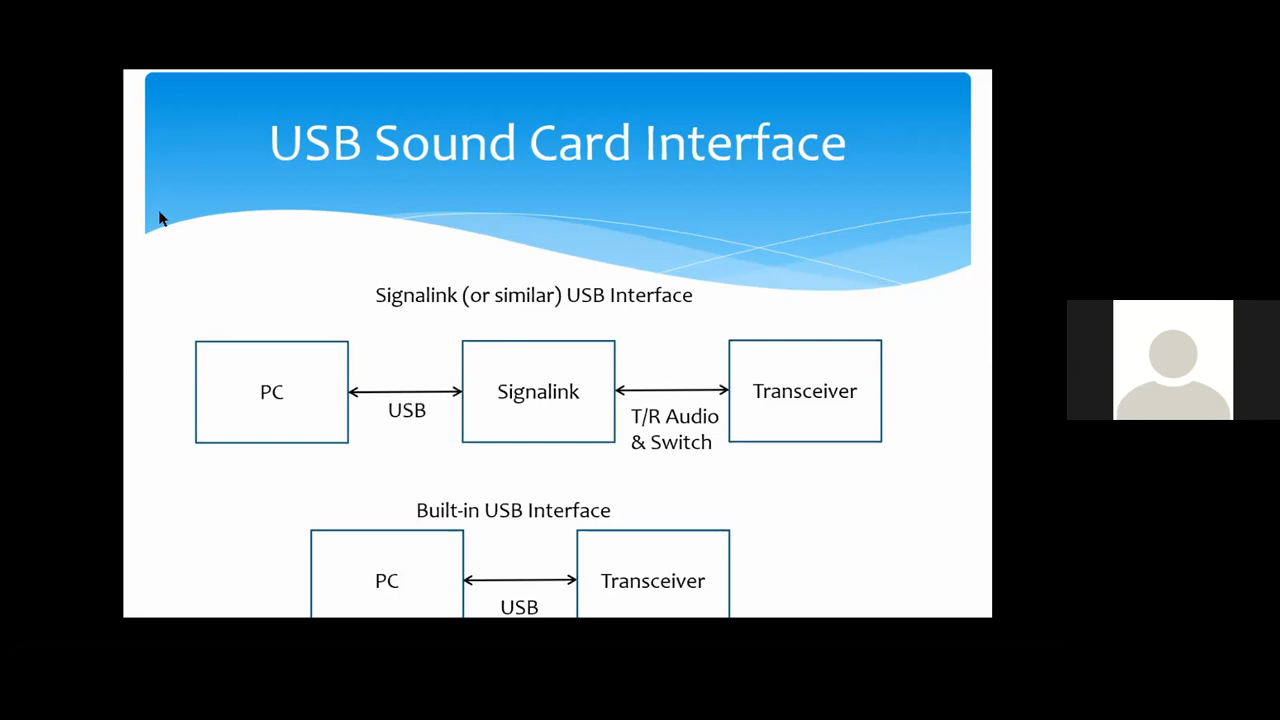 USB Sound Card Interface
Signalink (or similar) USB Interface
PC
USB
Signalink
T/R Audio
& Switch
Transceiver
Built-in USB Interface
PC
USB
Transceiver